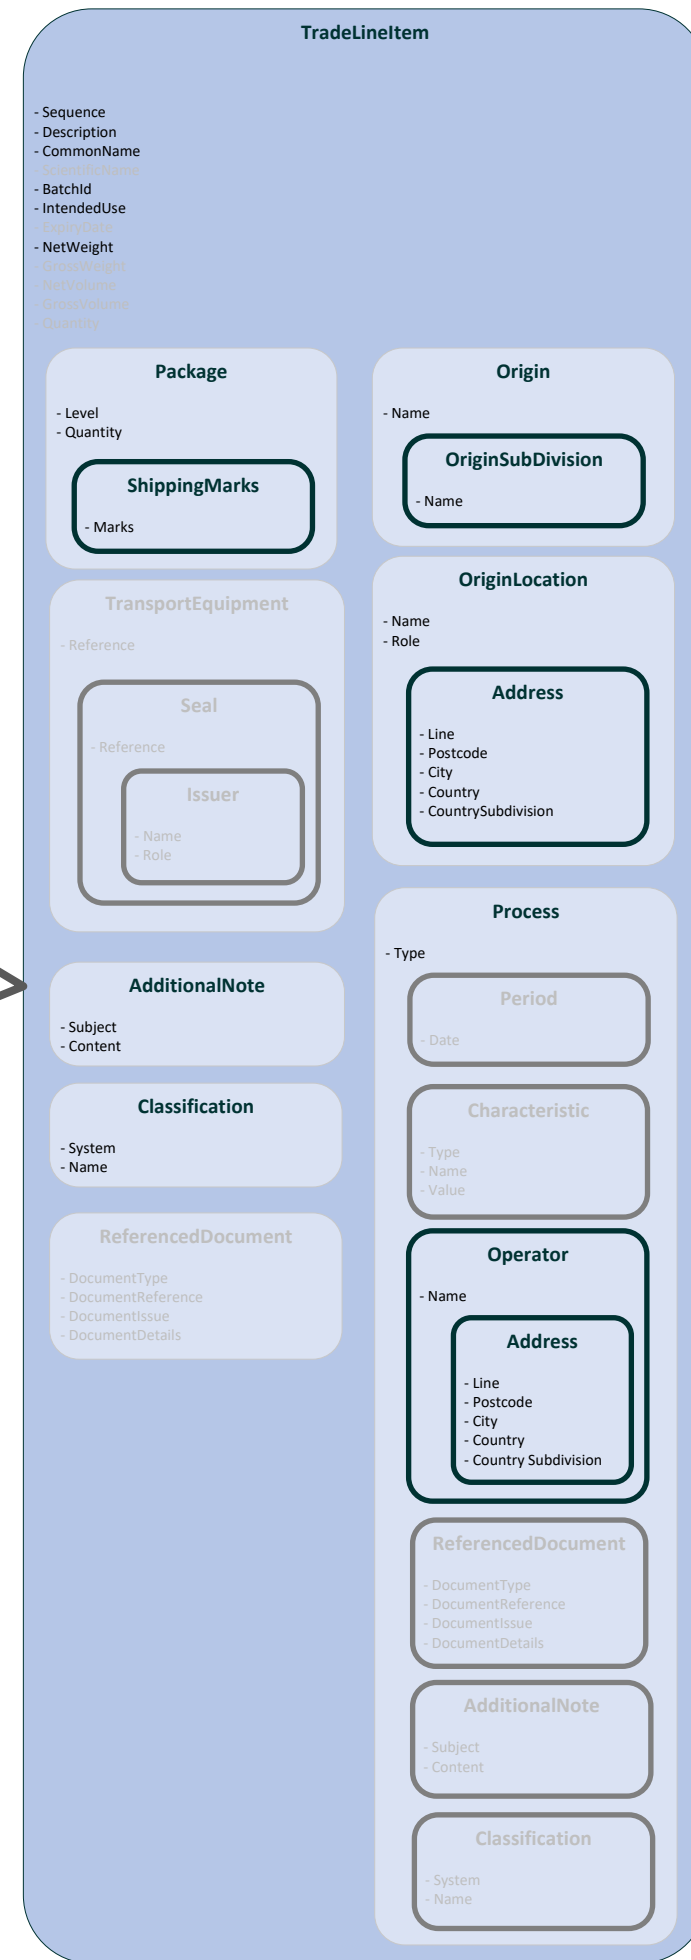 TradeLineItem
- Sequence
- Description
- CommonName
- ScientificName
- BatchId
- IntendedUse
- ExpiryDate
- NetWeight
- GrossWeight
- NetVolume
- GrossVolume
- Quantity
Package
- Level
- Quantity
ShippingMarks
- Marks
TransportEquipment
- Reference
Seal
- Reference
Issuer
- Name
- Role
AdditionalNote
- Subject
- Content
Classification
- System
- Name
ReferencedDocument
- DocumentType
- DocumentReference
- DocumentIssue
- DocumentDetails
Origin
- Name
OriginSubDivision
- Name
OriginLocation
- Name
- Role
Address
- Line
- Postcode
- City
- Country
- CountrySubdivision
Process
- Type
Period
- Date
Characteristic
- Type
- Name
- Value
Operator
- Name
Address
- Line
- Postcode
- City
- Country
- Country Subdivision
ReferencedDocument
- DocumentType
- DocumentReference
- DocumentIssue
- DocumentDetails
AdditionalNote
- Subject
- Content
Classification
- System
- Name